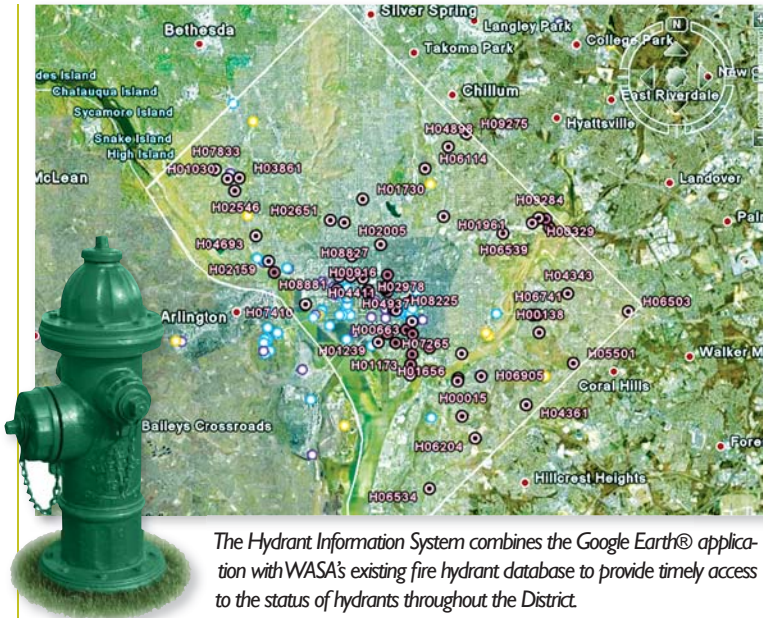 Silver Spring
Langley Park
Bethesda
College Park
N
Takoma Park
des Island
New C
Chatauqua Island
Chillum
East Riverdale
Sycamore Island
Hyattsville
Snake Island
High Island
H04898
H09275
H07833
H06114
H01030
H03861
McLean
Landover
H01730
H02546
H02651
H01961
H09284
Pal
H02005
H08329
H06539
H04693
H08827
H02159
H00916
H04343
H08881
H04411
H02978
H06741
H04937
H08225
H06503
Arlington
H07410
H00138
H00663
H07265
H01239
Walker M
H05501
H01173
H01656
H06905
Coral Hills
H00015
H04361
Baileys Crossroads
H06204
Fore
Hillcrest Heights
H06534
The Hydrant Information System combines the Google Earth® applica-
tion with WASA's existing fire hydrant database to provide timely access
to the status of hydrants throughout the District.